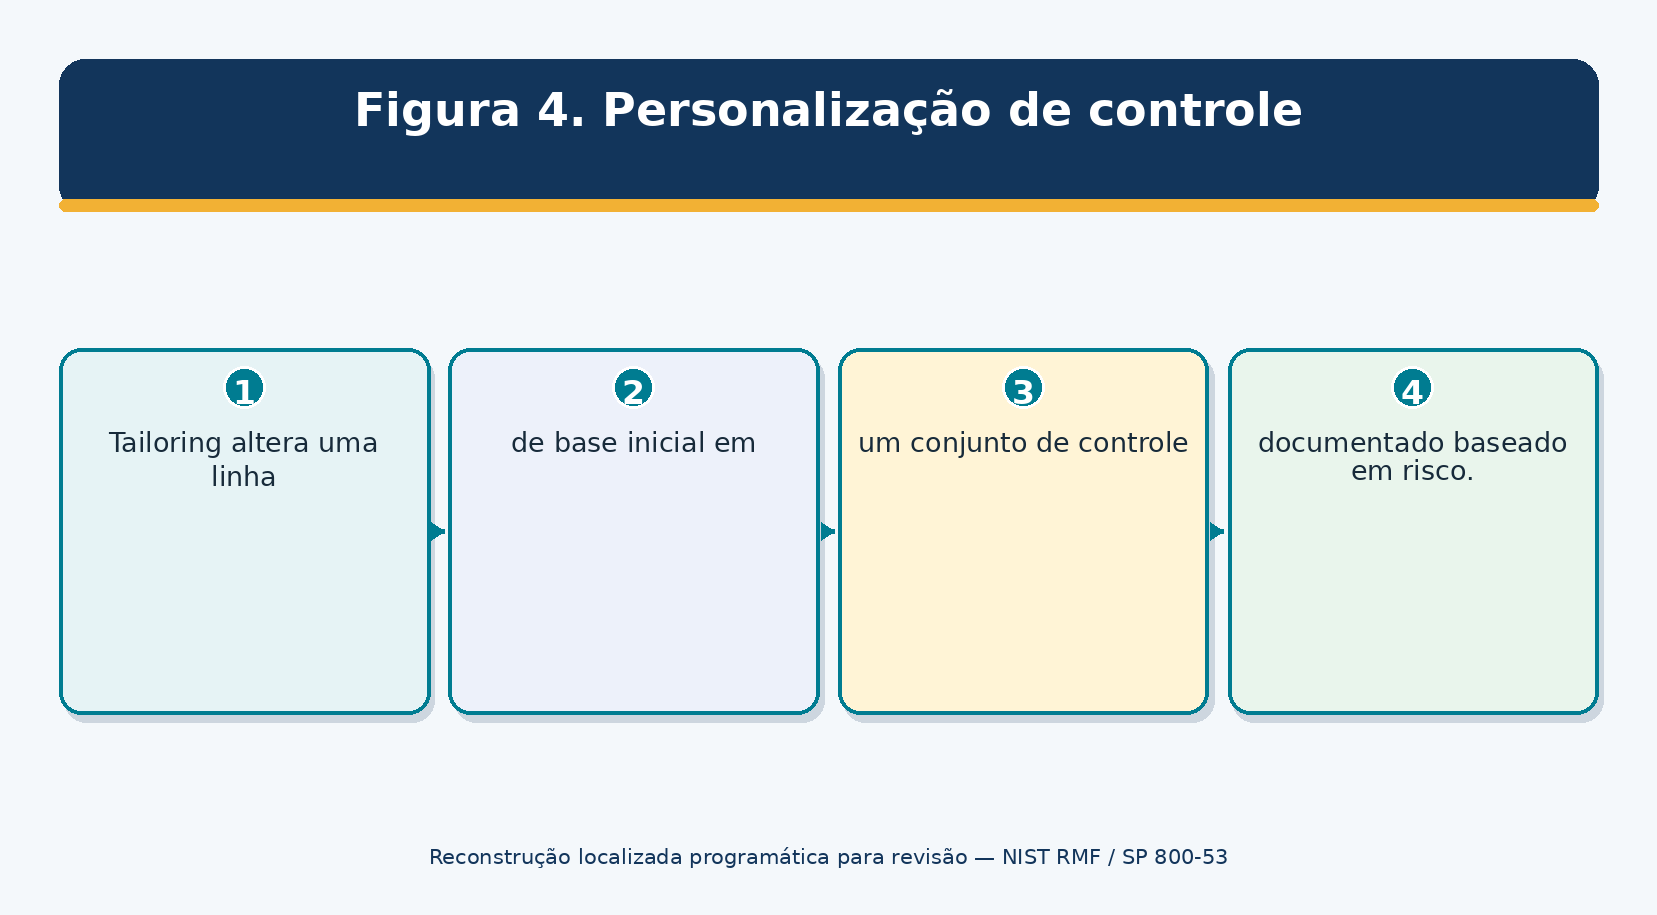 Figura 4. Personalização de controle
1
Tailoring altera uma
linha
2
de base inicial em
3
um conjunto de controle
4
documentado baseado
em risco.
Reconstrução localizada programática para revisão — NIST RMF / SP 800-53